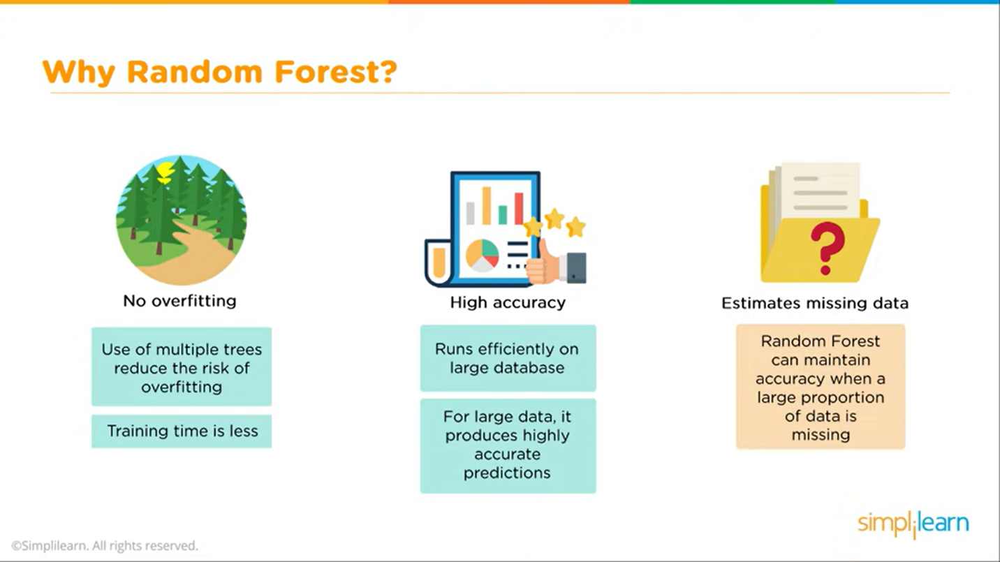 Why Random Forest?
No overfitting
Use of multiple trees
reduce the risk of
overfitting
Training time is less
High accuracy
Runs efficiently on
large database
For large data, it
produces highly
accurate
predictions
Estimates missing data
Random Forest
can maintain
accuracy when a
large proportion
of data is
missing
simplilearn
©Simplilearn. All rights reserved.